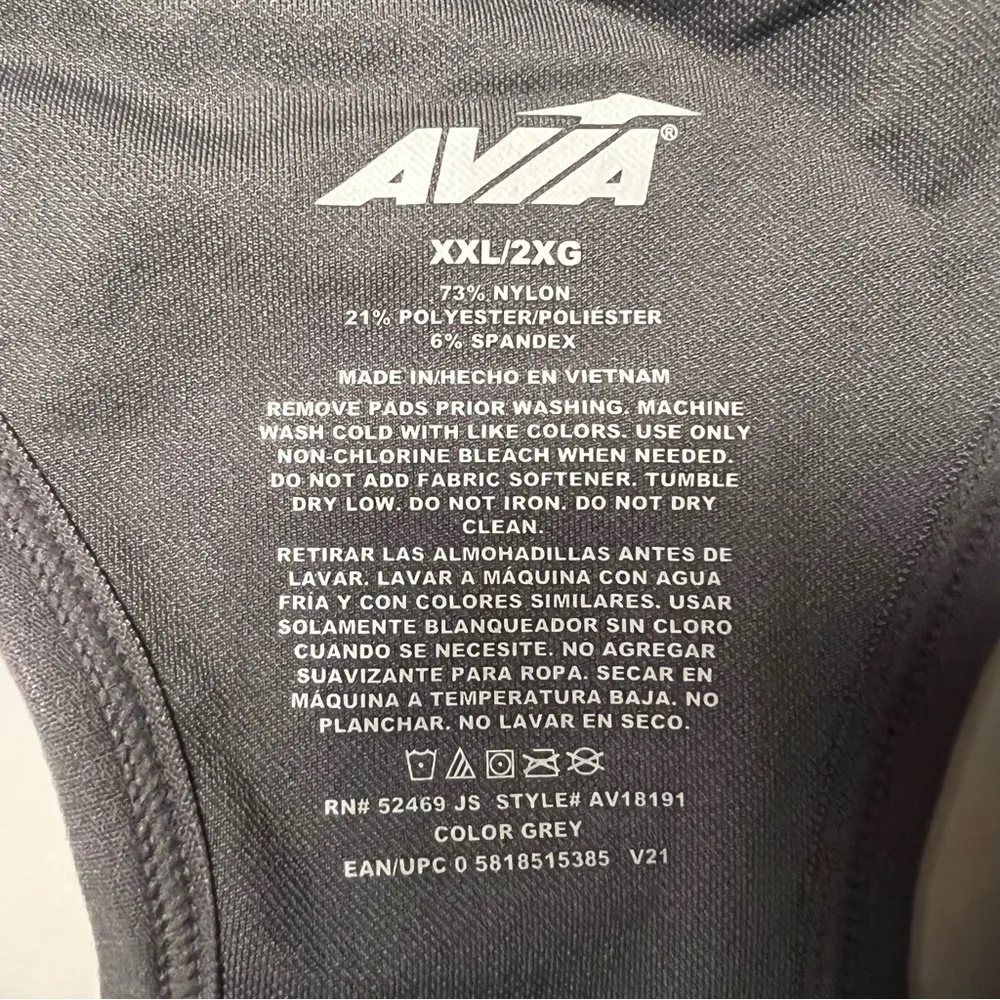 AVIA®
XXL/2XG
73% NYLON
21% POLYESTER/POLIÉSTER
6% SPANDEX
MADE IN/HECHO EN VIETNAM
REMOVE PADS PRIOR WASHING. MACHINE
WASH COLD WITH LIKE COLORS. USE ONLY
NON-CHLORINE BLEACH WHEN NEEDED.
DO NOT ADD FABRIC SOFTENER. TUMBLE
DRY LOW. DO NOT IRON. DO NOT DRY
CLEAN.
RETIRAR LAS ALMOHADILLAS ANTES DE
LAVAR. LAVAR A MÁQUINA CON AGUA
FRÍA Y CON COLORES SIMILARES. USAR
SOLAMENTE BLANQUEADOR SIN CLORO
CUANDO SE NECESITE. NO AGREGAR
SUAVIZANTE PARA ROPA. SECAR EN
MÁQUINA A TEMPERATURA BAJA. NO
PLANCHAR. NO LAVAR EN SECO.
RN# 52469 JS STYLE# AV18191
COLOR GREY
EAN/UPC 0 5818515385 V21